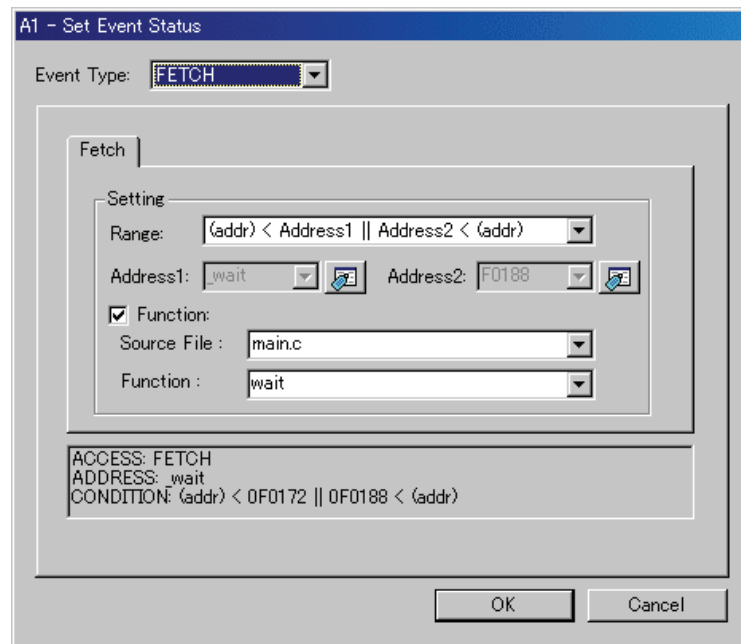 A1 - Set Event Status
Event Type: FETCH
Fetch
Setting
Range: (addr) < Address1 || Address2 < (addr)
Address1: _wait Address2: F0188
Function:
Source File : main.c
Function : wait
ACCESS: FETCH
ADDRESS: _wait
CONDITION: (addr) < 0F0172 || 0F0188 < (addr)
OK Cancel